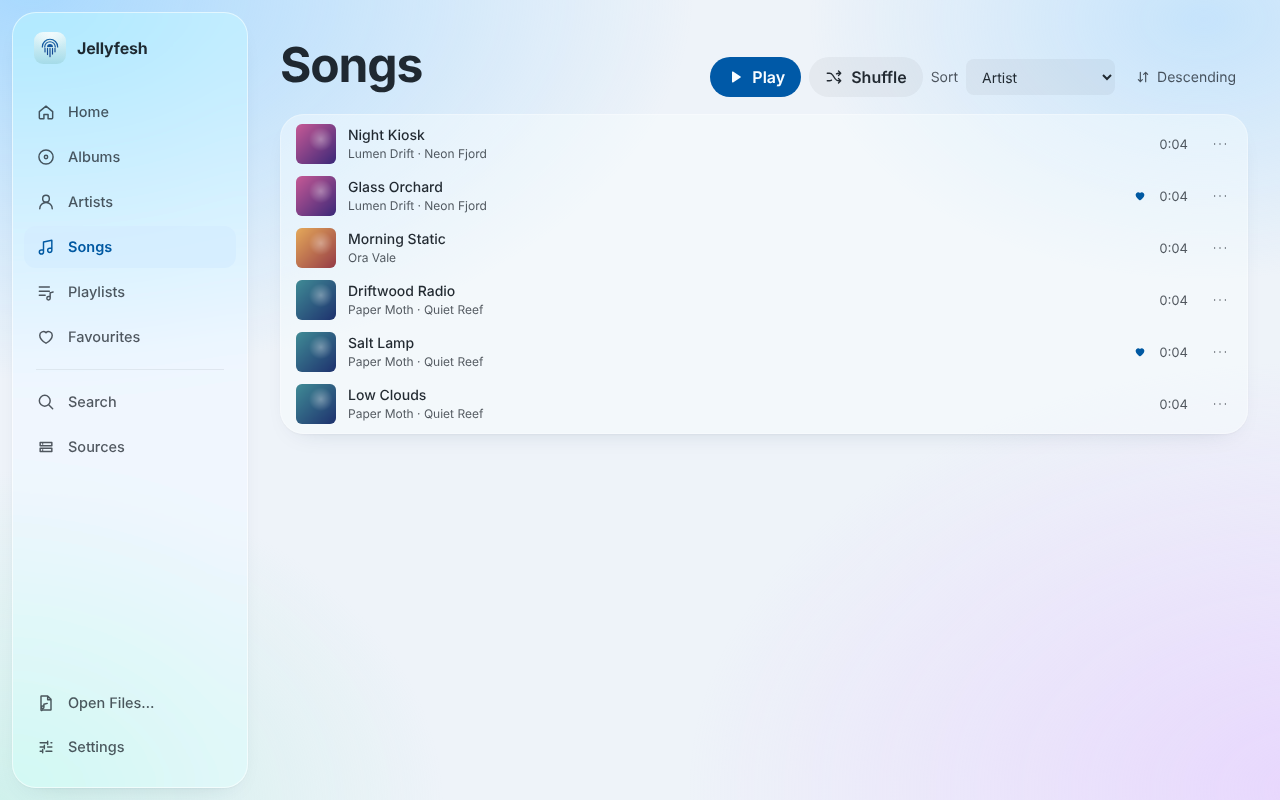 Jellyfesh
Home
Albums
Artists
Songs
Playlists
Favourites
Search
Sources
Open Files...
Settings
Songs
Play
Shuffle
Sort
Artist
Descending
Night Kiosk
Lumen Drift · Neon Fjord
0:04
Glass Orchard
Lumen Drift · Neon Fjord
0:04
Morning Static
Ora Vale
0:04
Driftwood Radio
Paper Moth · Quiet Reef
0:04
Salt Lamp
Paper Moth · Quiet Reef
0:04
Low Clouds
Paper Moth · Quiet Reef
0:04